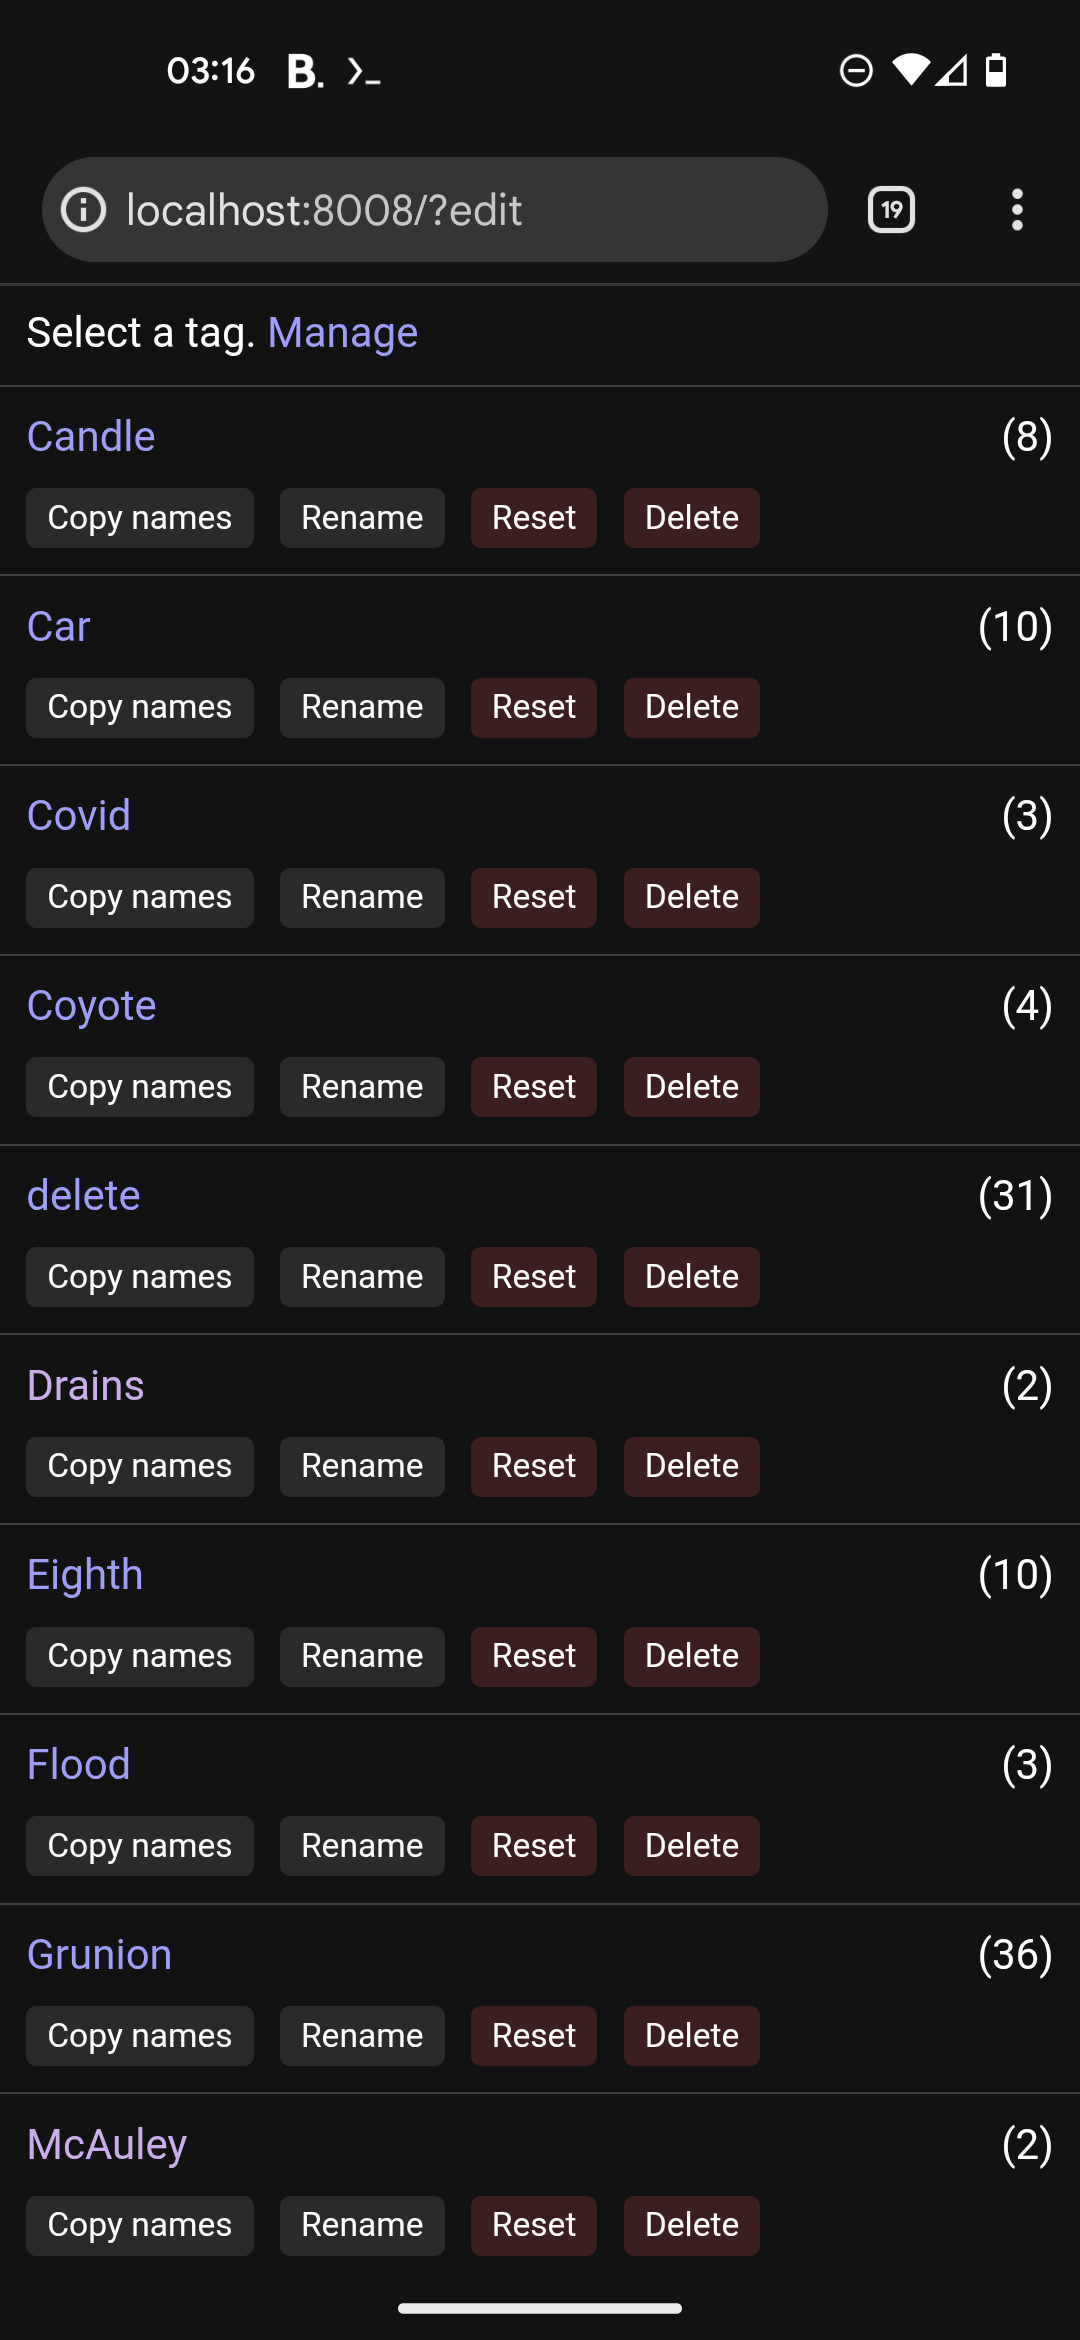 03:16 B. >_
localhost:8008/?edit 19
Select a tag. Manage
Candle (8)
Copy names Rename Reset Delete
Car (10)
Copy names Rename Reset Delete
Covid (3)
Copy names Rename Reset Delete
Coyote (4)
Copy names Rename Reset Delete
delete (31)
Copy names Rename Reset Delete
Drains (2)
Copy names Rename Reset Delete
Eighth (10)
Copy names Rename Reset Delete
Flood (3)
Copy names Rename Reset Delete
Grunion (36)
Copy names Rename Reset Delete
McAuley (2)
Copy names Rename Reset Delete